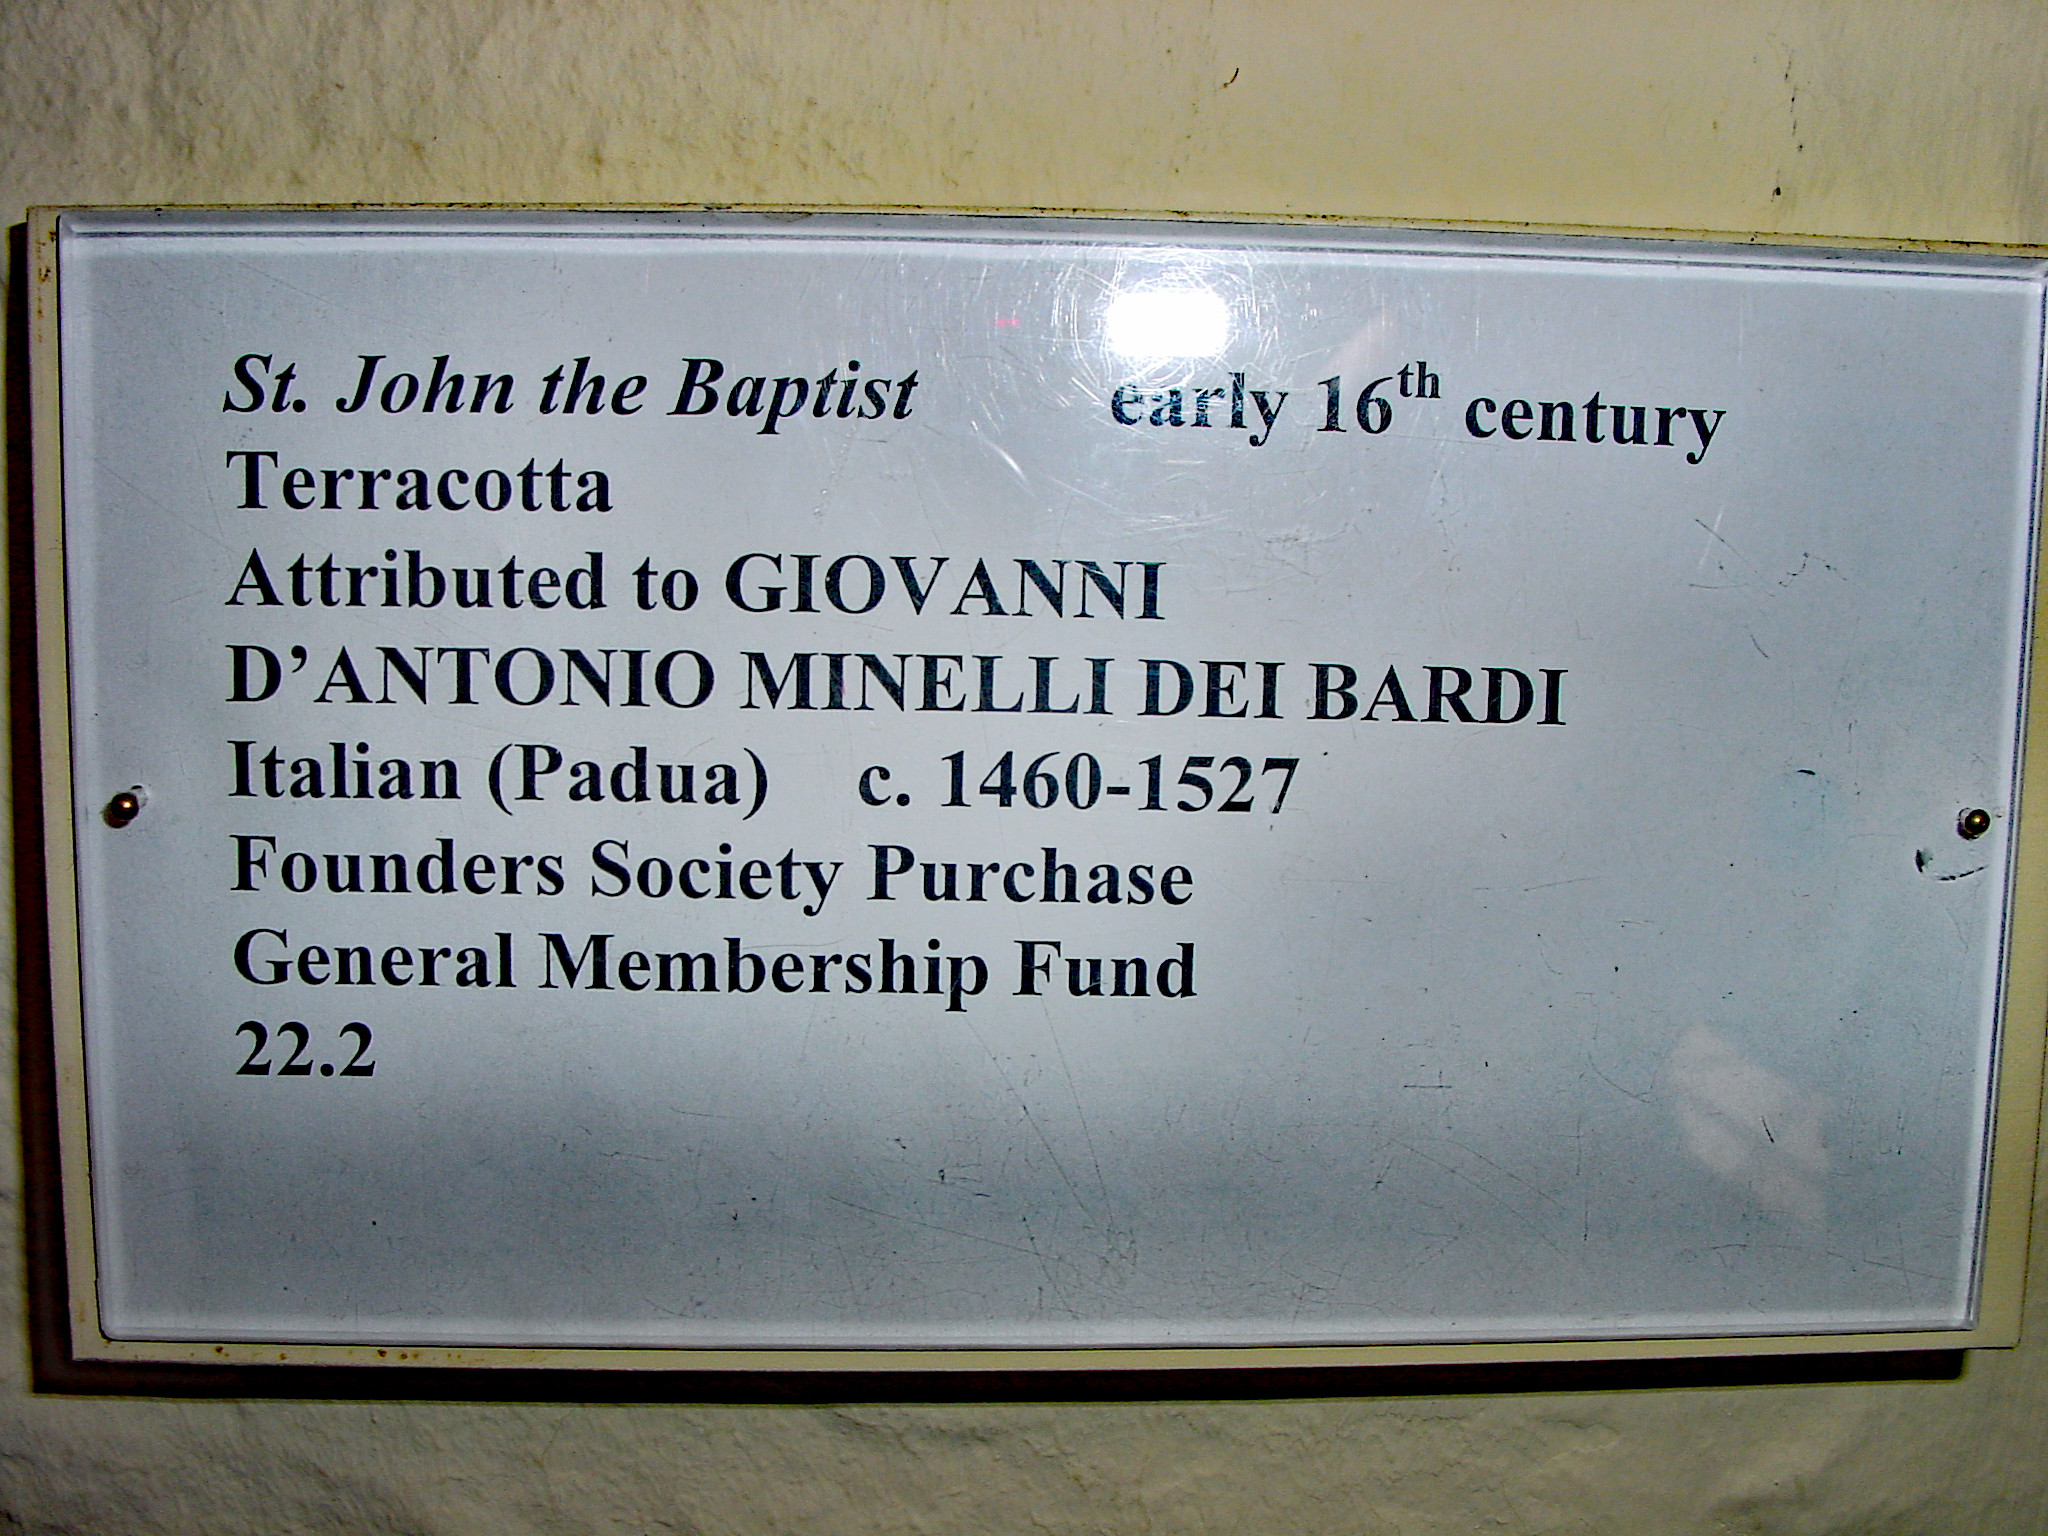 St. John the Baptist early 16th century
Terracotta
Attributed to GIOVANNI
D’ANTONIO MINELLI DEI BARDI
Italian (Padua) c. 1460-1527
Founders Society Purchase
General Membership Fund
22.2